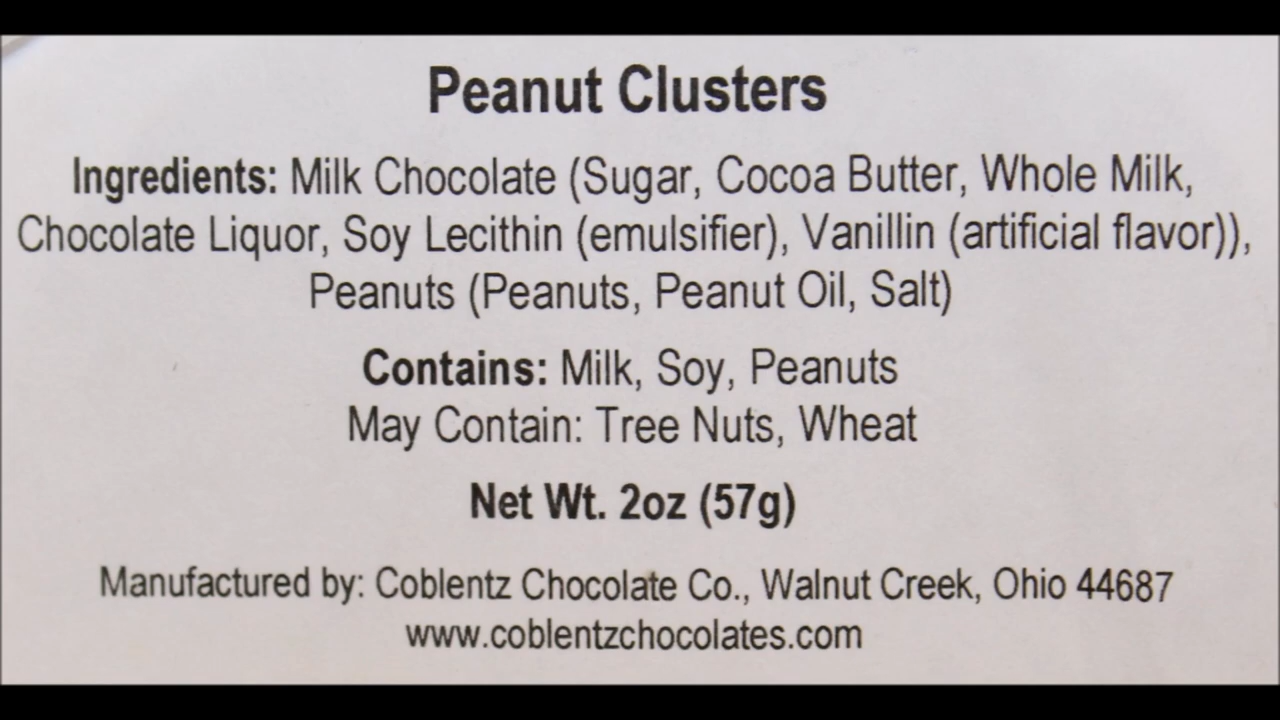 Peanut Clusters
Ingredients: Milk Chocolate (Sugar, Cocoa Butter, Whole Milk,
Chocolate Liquor, Soy Lecithin (emulsifier), Vanillin (artificial flavor)),
Peanuts (Peanuts, Peanut Oil, Salt)
Contains: Milk, Soy, Peanuts
May Contain: Tree Nuts, Wheat
Net Wt. 2oz (57g)
Manufactured by: Coblentz Chocolate Co., Walnut Creek, Ohio 44687
www.coblentzchocolates.com